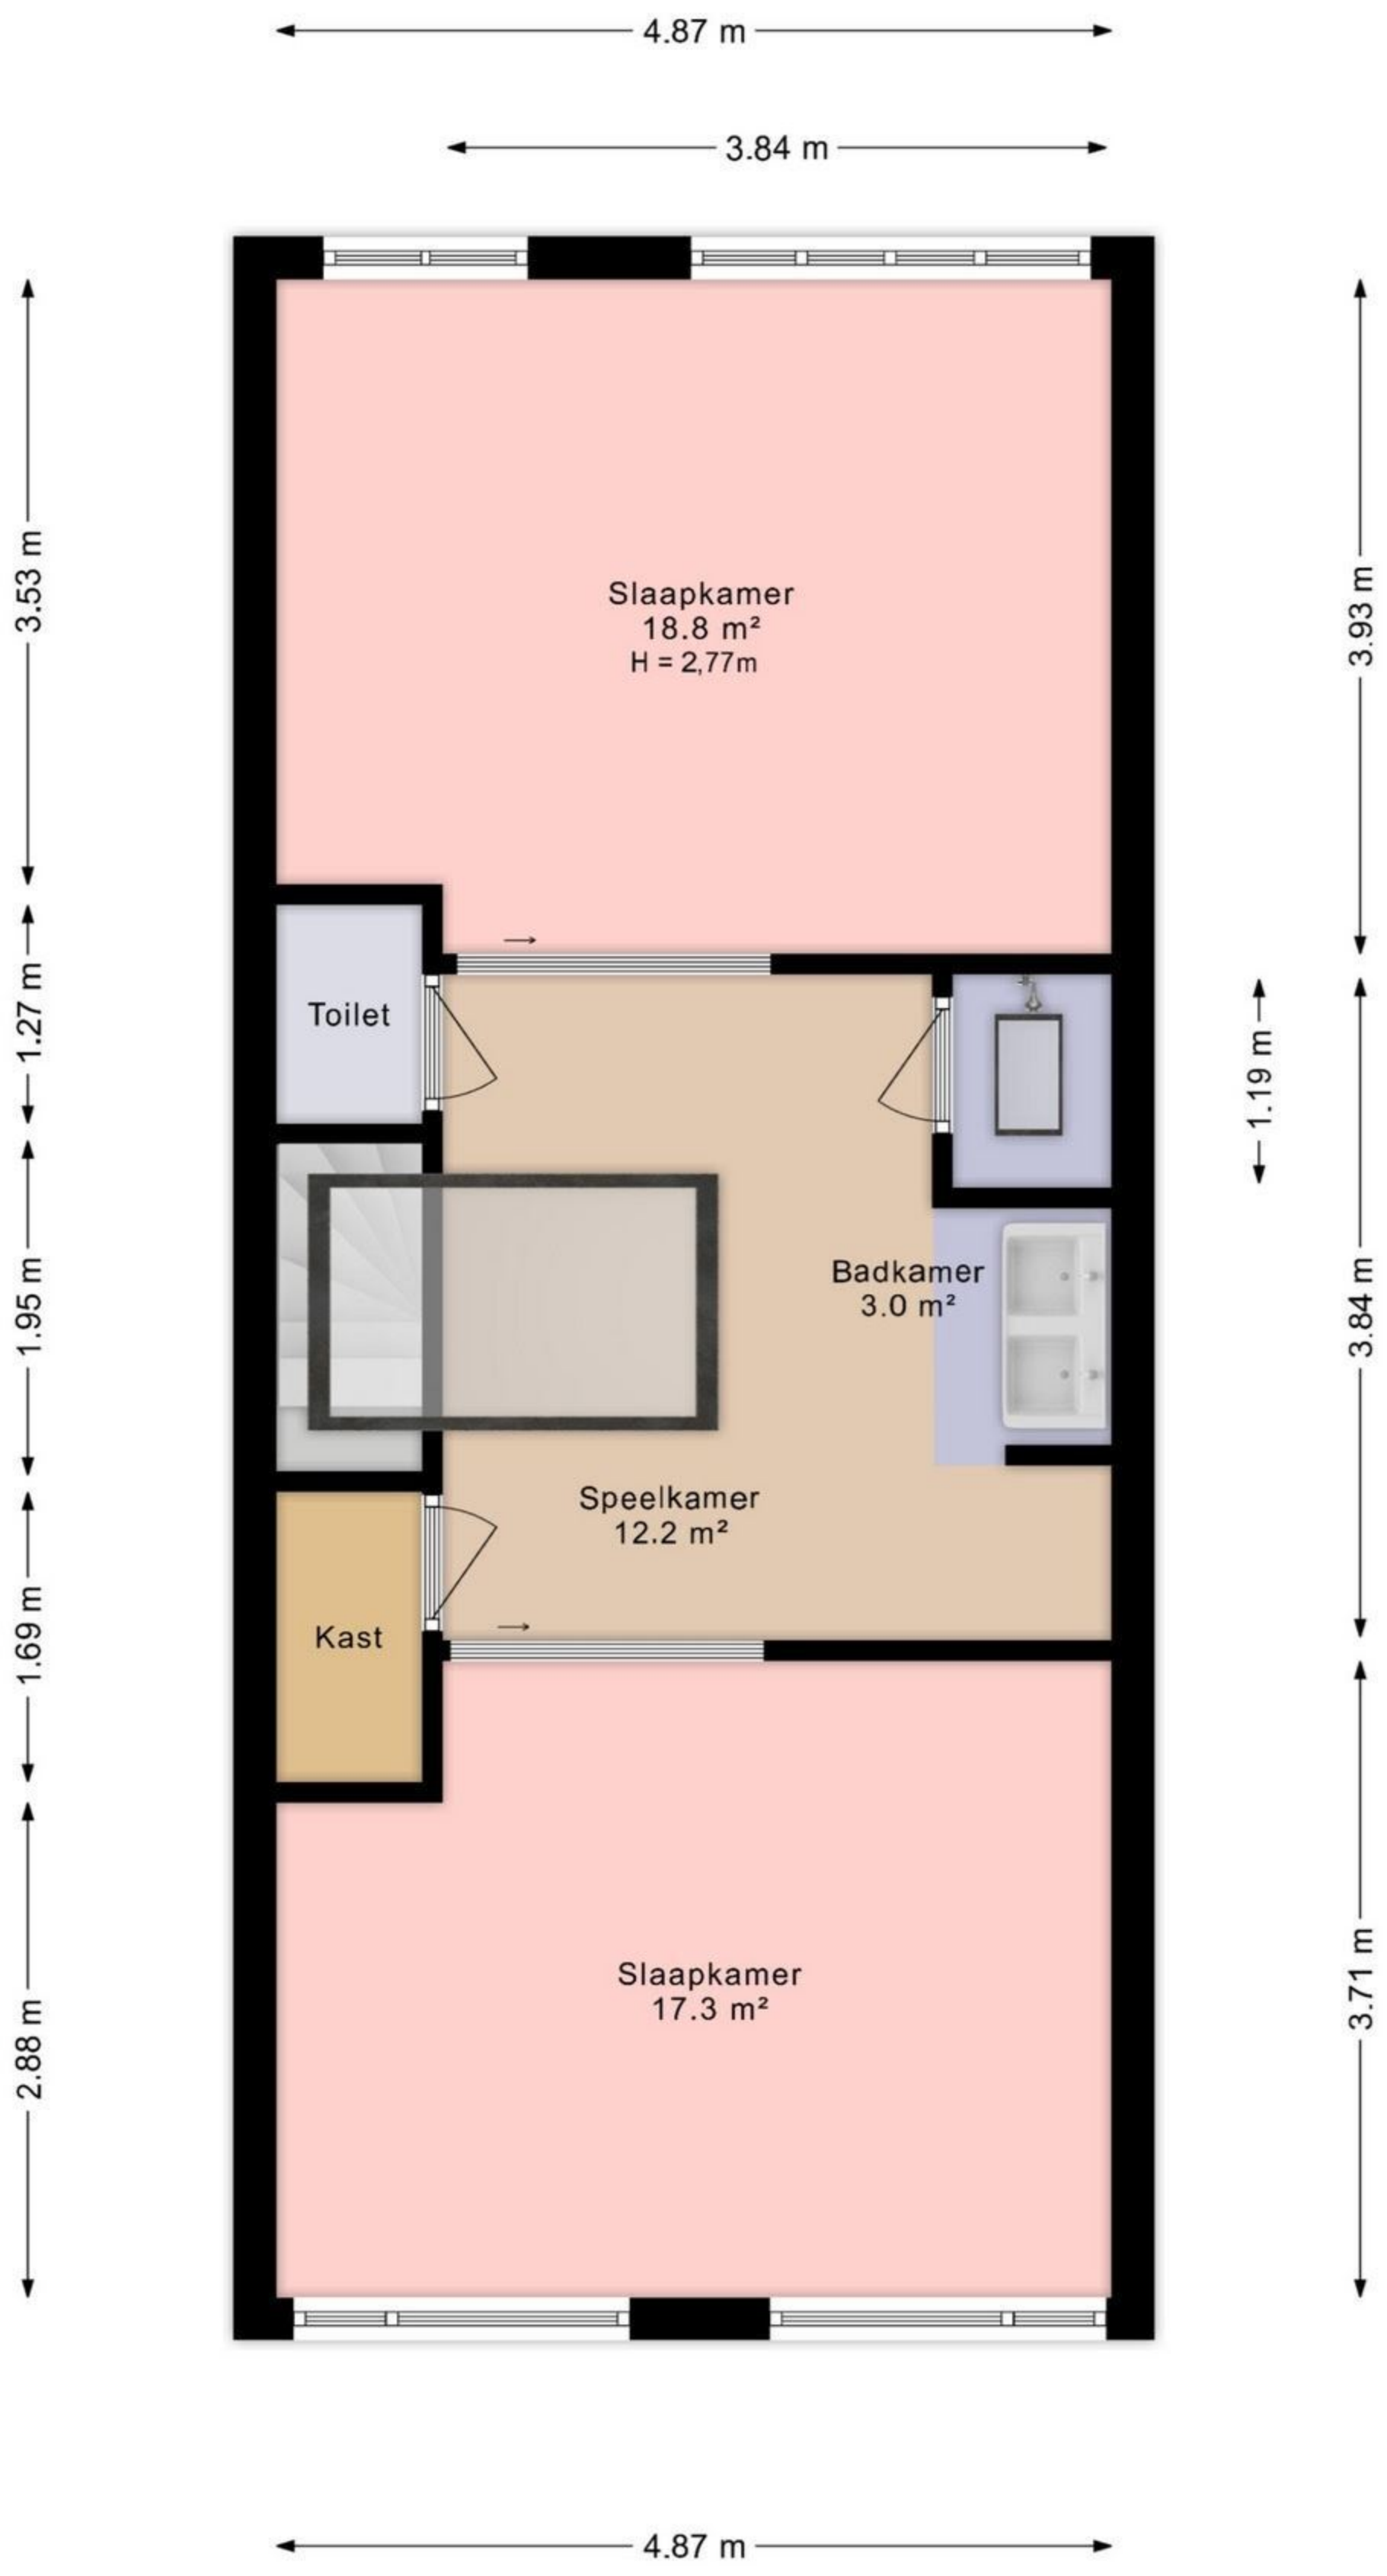 4.87 m
3.84 m
3.53 m
3.93 m
Slaapkamer
18.8 m²
H = 2,77m
1.27 m
Toilet
1.19 m
1.95 m
3.84 m
Badkamer
3.0 m²
Speelkamer
12.2 m²
1.69 m
Kast
2.88 m
3.71 m
Slaapkamer
17.3 m²
4.87 m